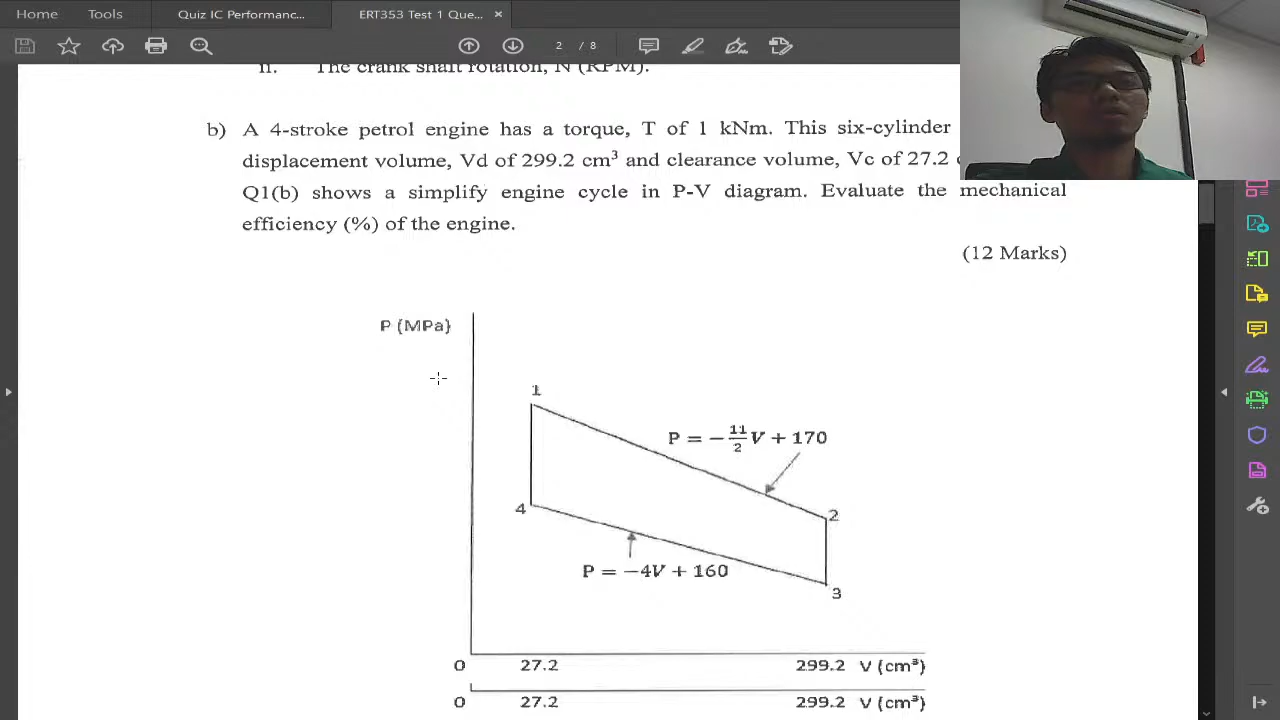 Home Tools Quiz IC Performanc... ERT353 Test 1 Que... ×
2 / 8
ii. The crank shaft rotation, N (RPM).
b) A 4-stroke petrol engine has a torque, T of 1 kNm. This six-cylinder
displacement volume, Vd of 299.2 cm³ and clearance volume, Vc of 27.2
Q1(b) shows a simplify engine cycle in P-V diagram. Evaluate the mechanical
efficiency (%) of the engine.
(12 Marks)
P (MPa)
1
P = −11/2 V + 170
2
4
P = −4V + 160
3
0 27.2 299.2 V (cm³)
0 27.2 299.2 V (cm³)